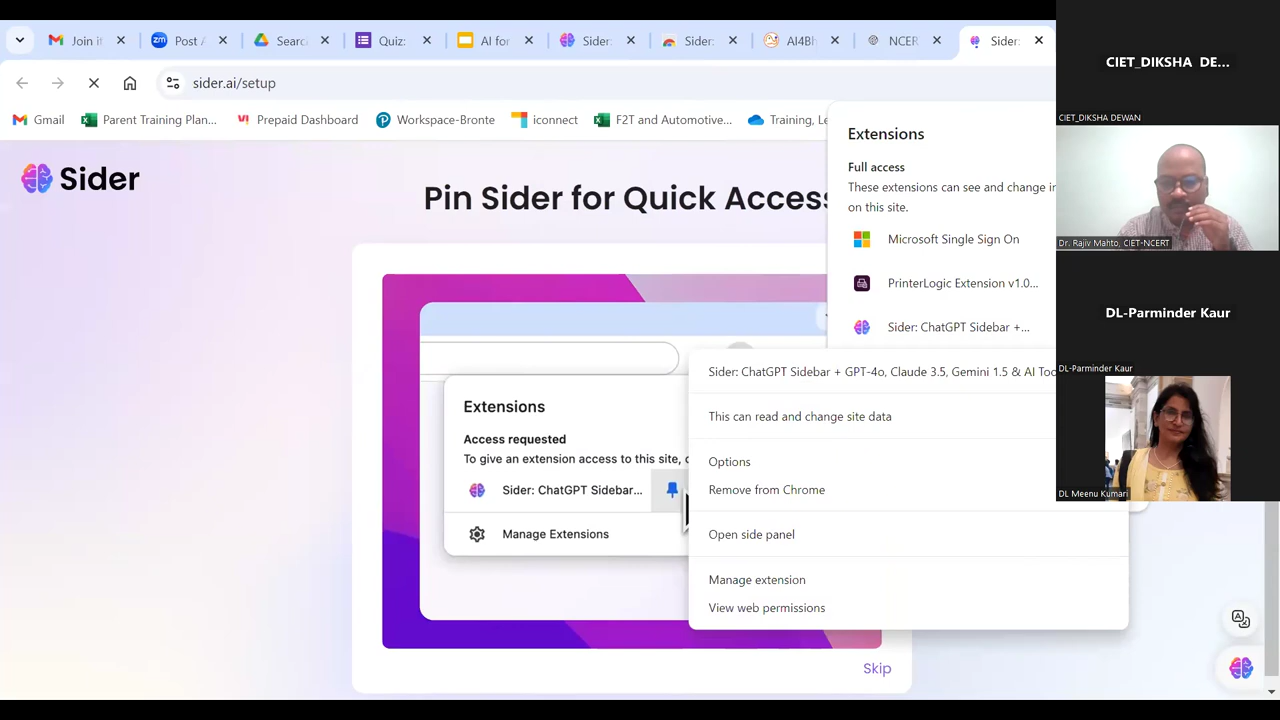 Join it
Post A
Searc
Quiz:
AI for
Sider:
Sider:
AI4Bh
NCER
Sider:
sider.ai/setup
Gmail
Parent Training Plan...
Prepaid Dashboard
Workspace-Bronte
iconnect
F2T and Automotive...
Training, Le
Sider
Pin Sider for Quick Access
Extensions
Access requested
To give an extension access to this site, c
Sider: ChatGPT Sidebar...
Manage Extensions
Skip
Extensions
Full access
These extensions can see and change in
on this site.
Microsoft Single Sign On
PrinterLogic Extension v1.0...
Sider: ChatGPT Sidebar +...
Sider: ChatGPT Sidebar + GPT-4o, Claude 3.5, Gemini 1.5 & AI Too
This can read and change site data
Options
Remove from Chrome
Open side panel
Manage extension
View web permissions
CIET_DIKSHA DE...
CIET_DIKSHA DEWAN
Dr. Rajiv Mahto, CIET-NCERT
DL-Parminder Kaur
DL-Parminder Kaur
DL Meenu Kumari